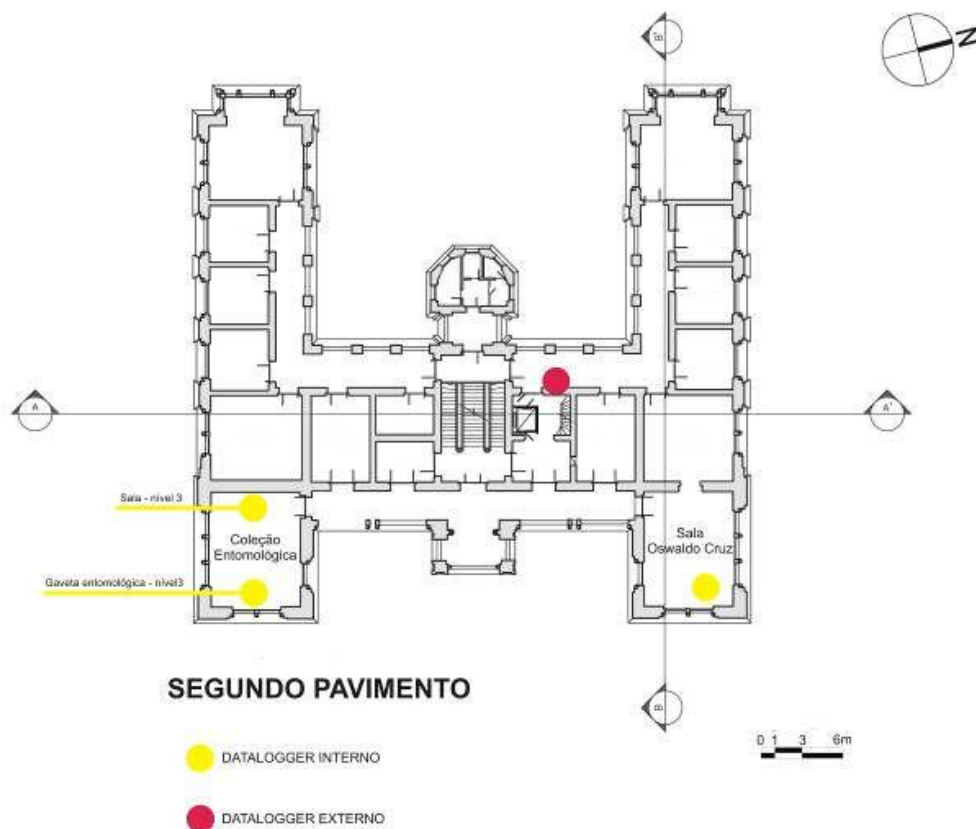 B'
N
A
A'
Sala - nível 3
Coleção
Entomológica
Sala
Oswaldo Cruz
Gaveta entomológica - nível3
SEGUNDO PAVIMENTO
B
0 1 3 6m
DATALOGGER INTERNO
DATALOGGER EXTERNO